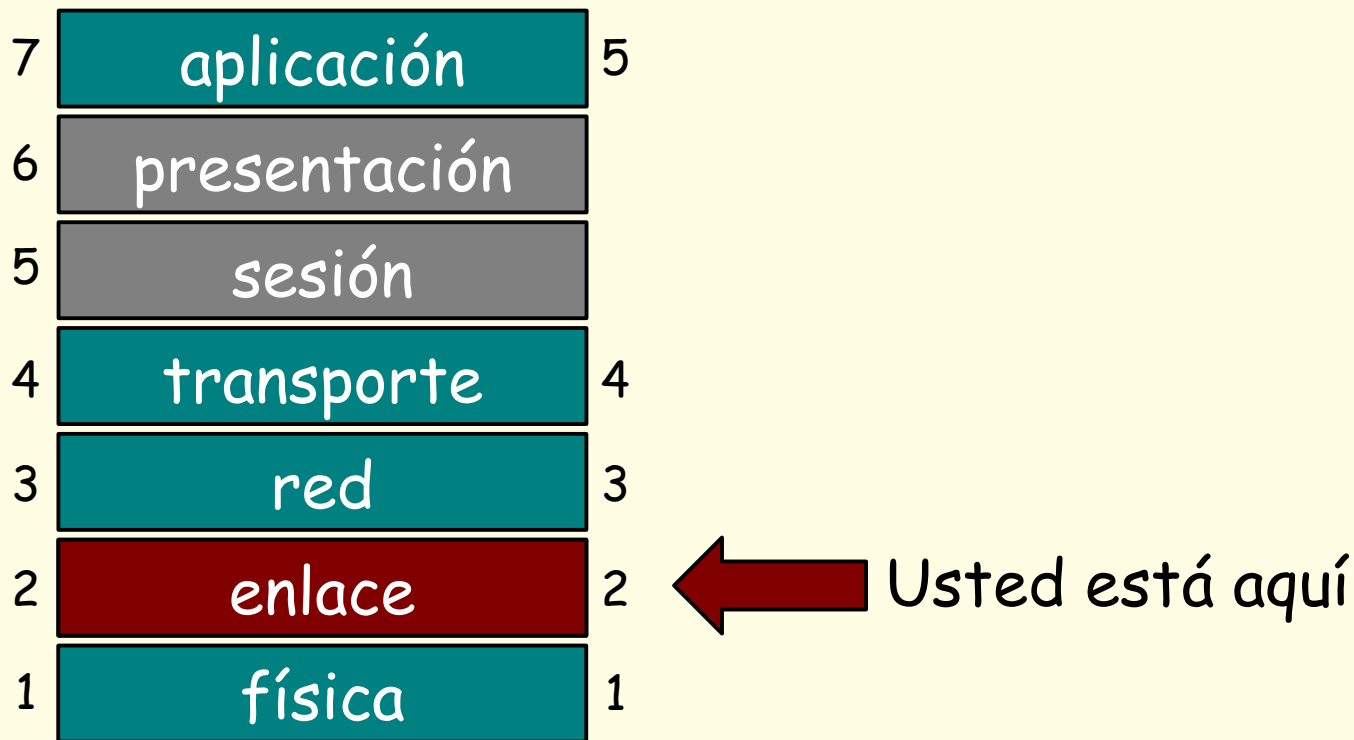 7 aplicación 5
6 presentación
5 sesión
4 transporte 4
3 red 3
2 enlace 2 Usted está aquí
1 física 1